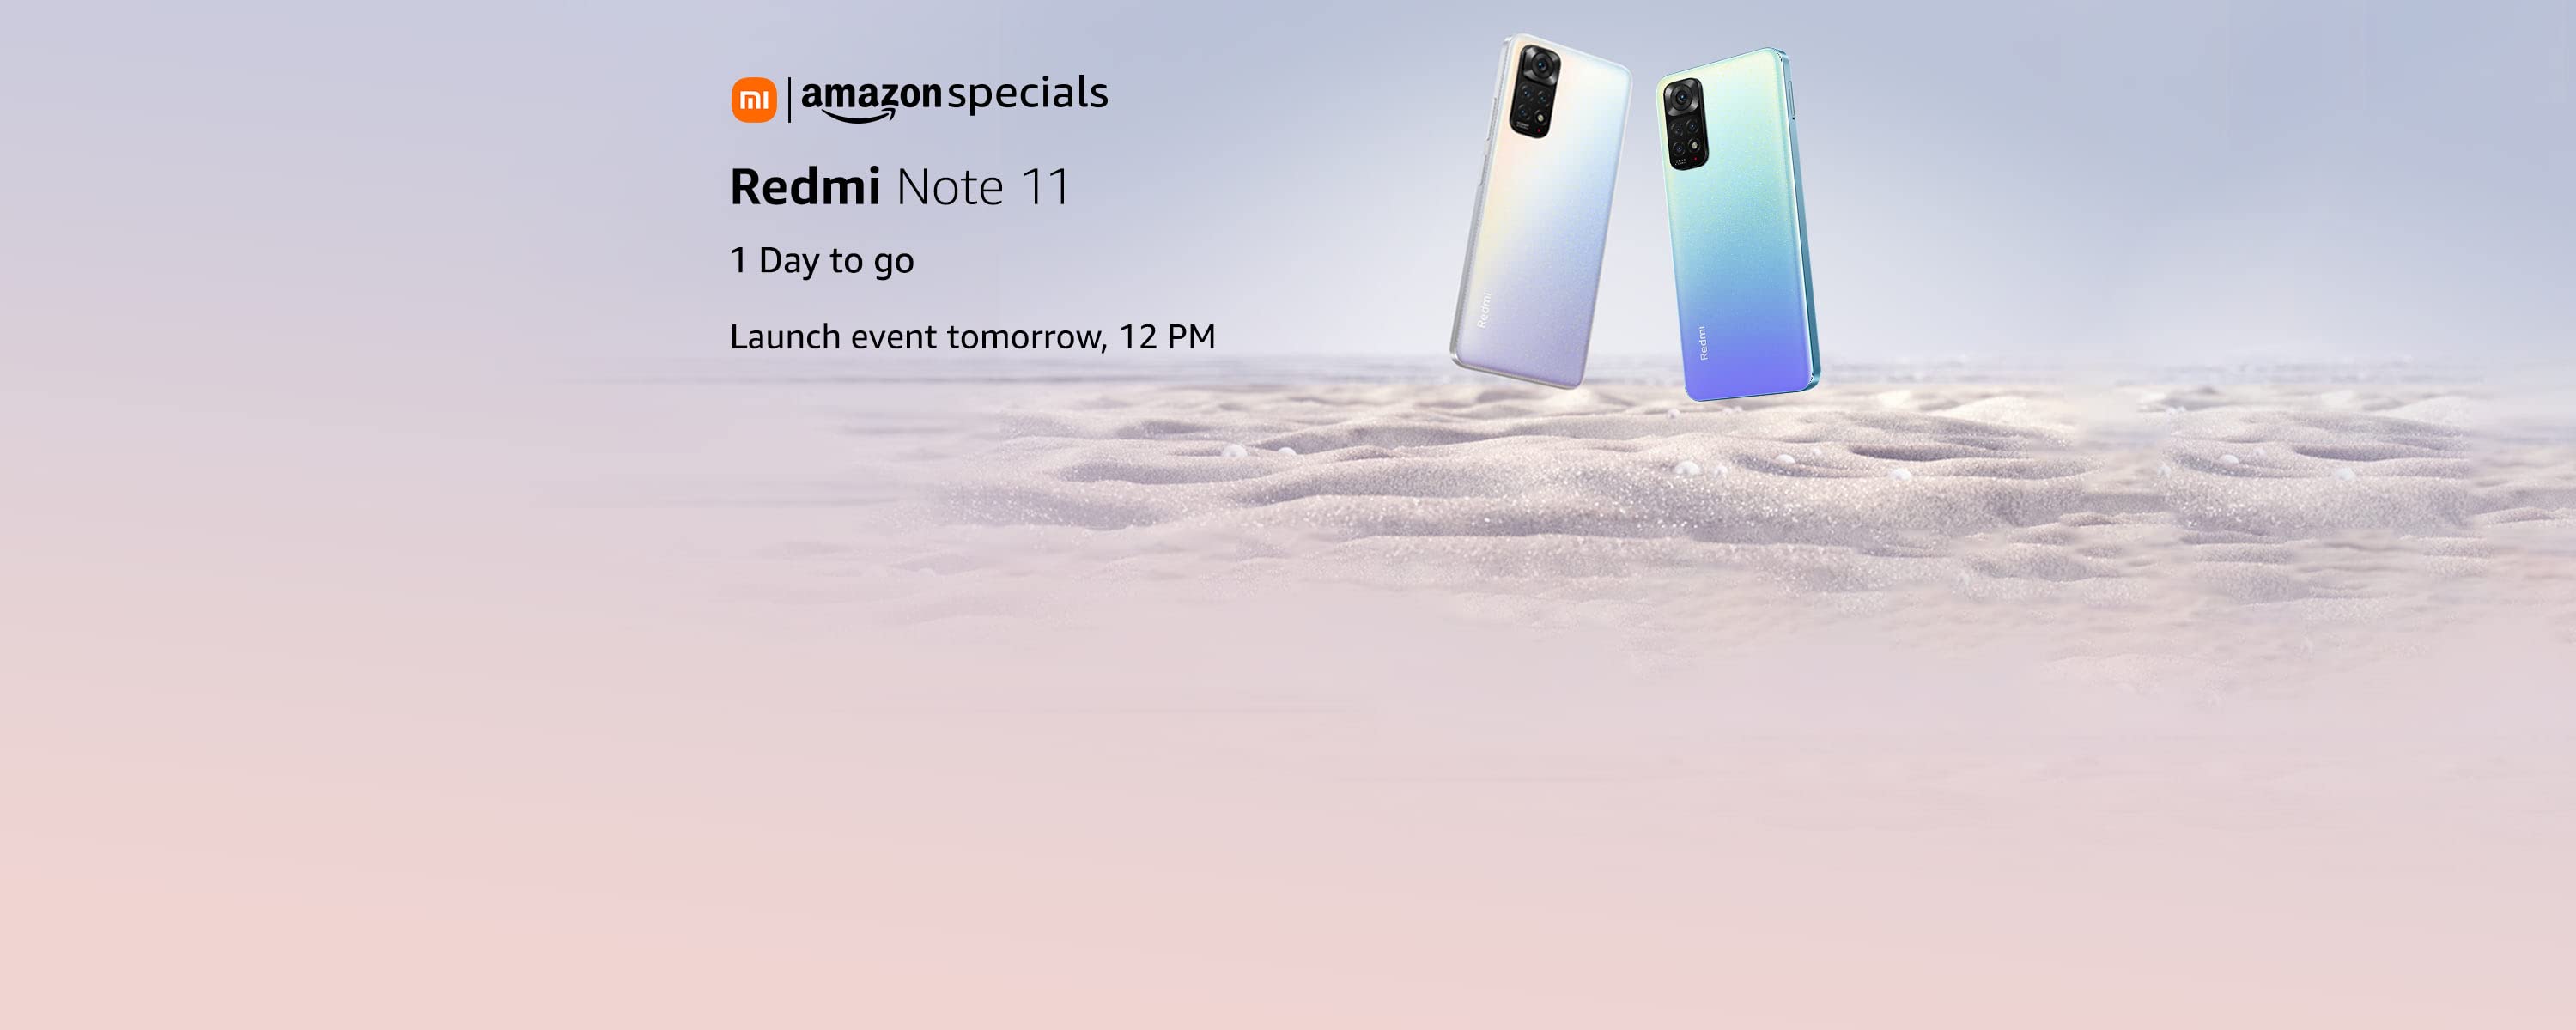 mi | amazon specials
Redmi Note 11
1 Day to go
Launch event tomorrow, 12 PM
Redmi
Redmi